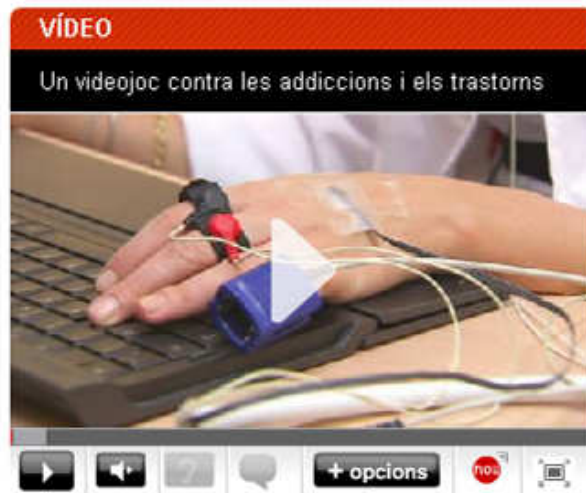 VÍDEO
Un videojoc contra les addiccions i els trastorns
?
+ opcions
nou